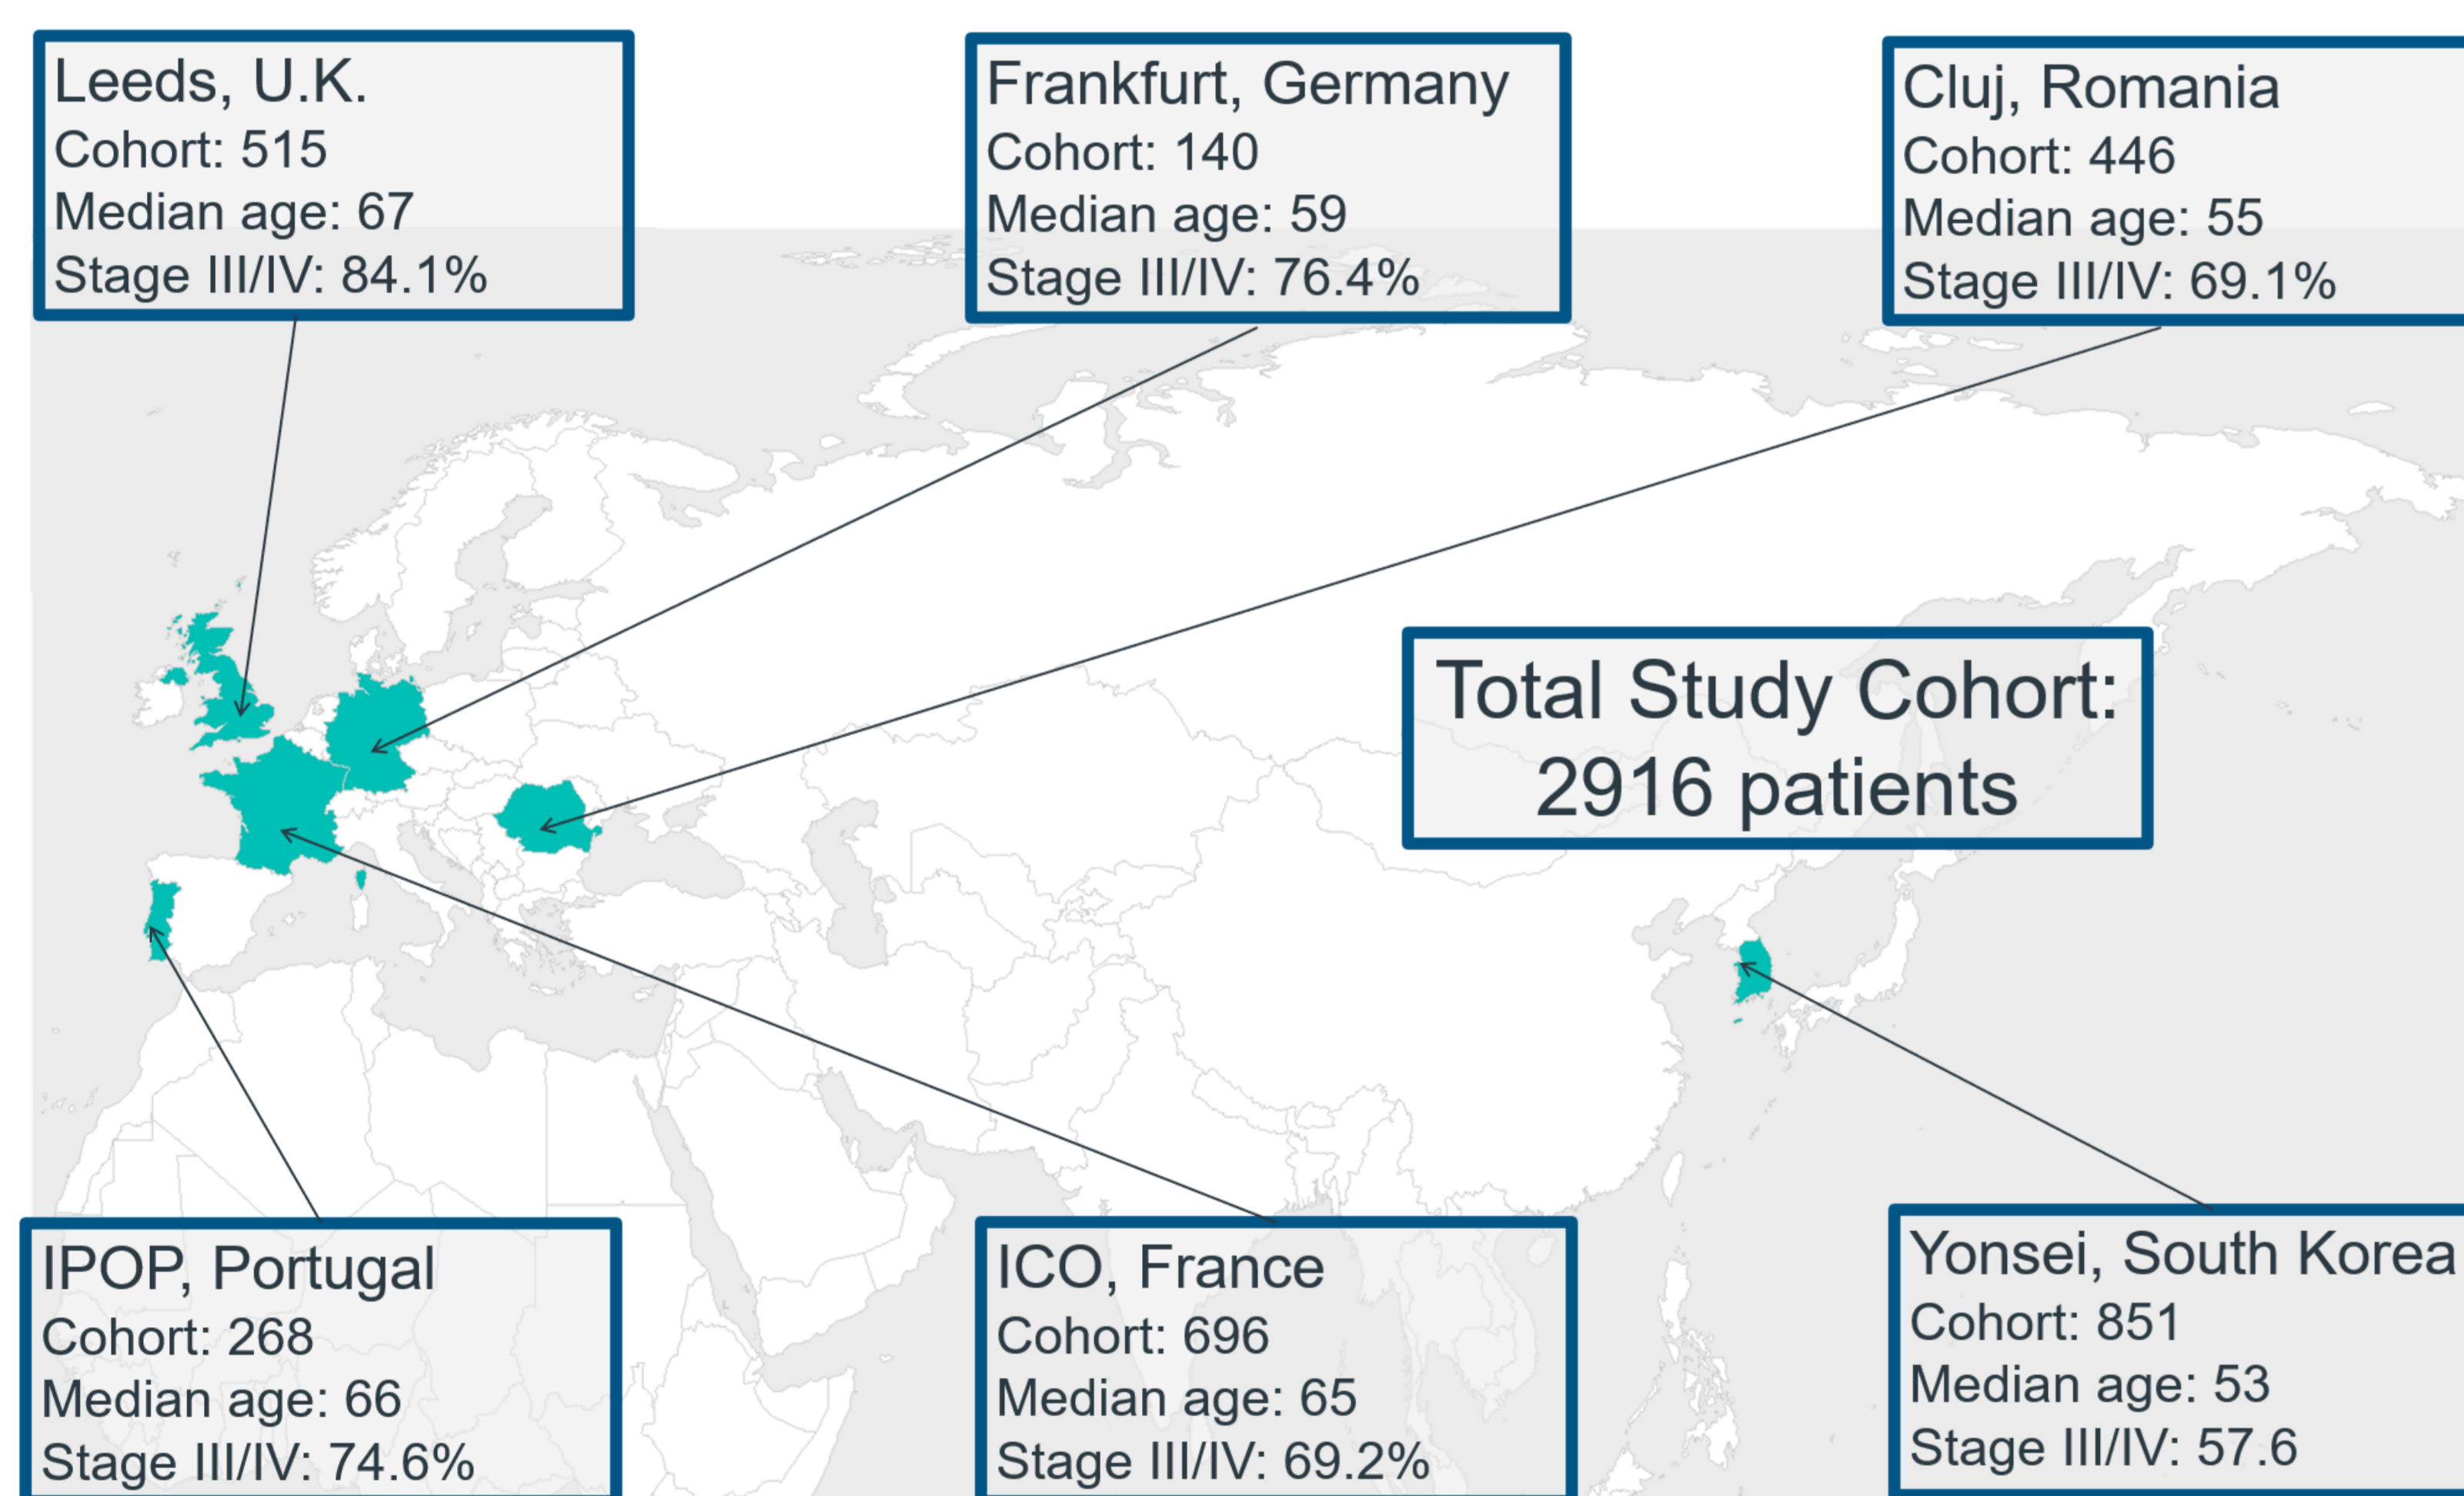 Leeds, U.K.
Cohort: 515
Median age: 67
Stage III/IV: 84.1%
Frankfurt, Germany
Cohort: 140
Median age: 59
Stage III/IV: 76.4%
Cluj, Romania
Cohort: 446
Median age: 55
Stage III/IV: 69.1%
Total Study Cohort:
2916 patients
IPOP, Portugal
Cohort: 268
Median age: 66
Stage III/IV: 74.6%
ICO, France
Cohort: 696
Median age: 65
Stage III/IV: 69.2%
Yonsei, South Korea
Cohort: 851
Median age: 53
Stage III/IV: 57.6